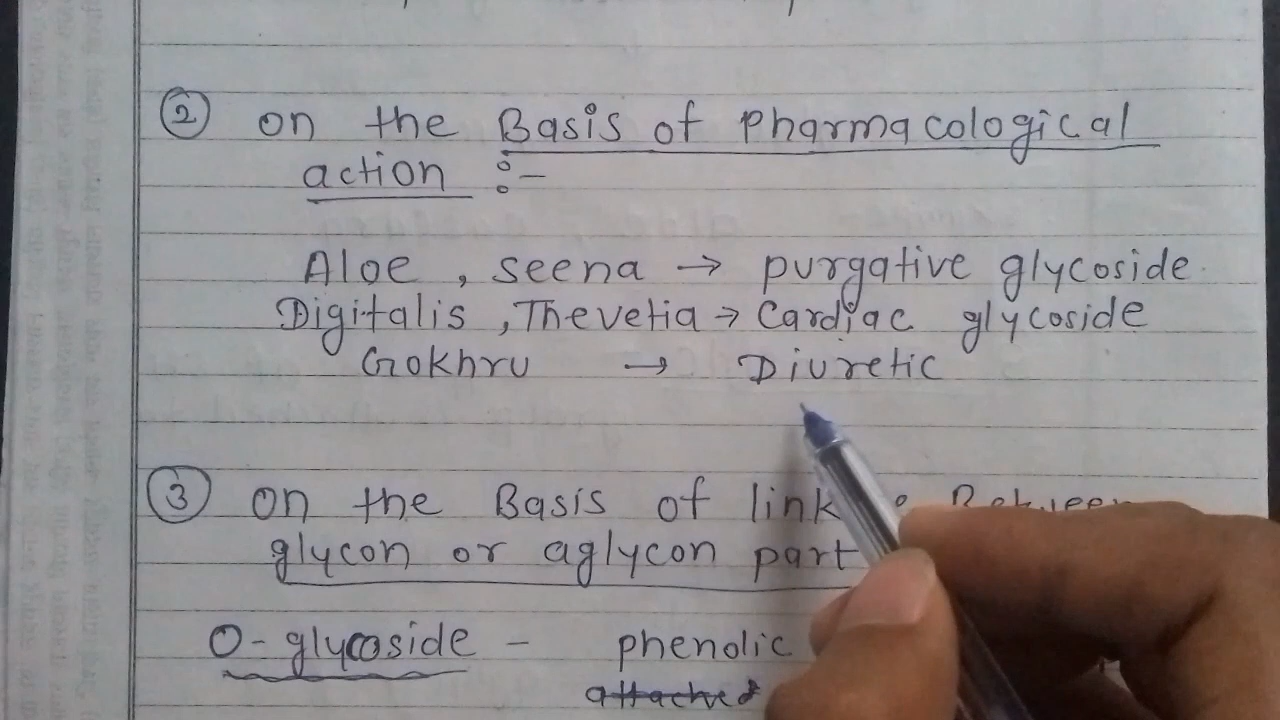 ② on the Basis of pharmacological
action :-
Aloe , seena → purgative glycoside.
Digitalis , Thevetia → Cardiac glycoside
Gokhru → Diuretic
③ on the Basis of
glycon or aglycon part
O-glycoside - phenolic
attached